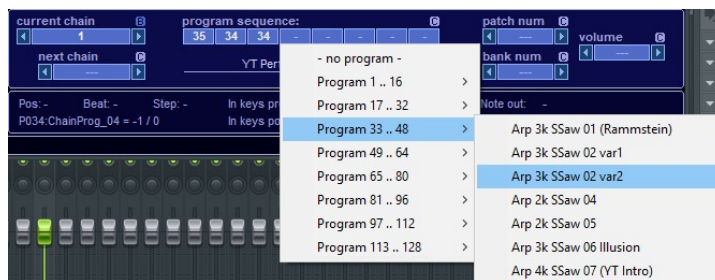 current chain B program sequence: C patch num C
1 35 34 34 - - - - - --- volume C
next chain C YT Per bank num C ---
--- ---
Pos: - Beat: - Step: - In keys pr Note out: -
P034:ChainProg_04 = -1 / 0 In keys po
- no program -
Program 1 .. 16
Program 17 .. 32
Program 33 .. 48
Program 49 .. 64
Program 65 .. 80
Program 81 .. 96
Program 97 .. 112
Program 113 .. 128
Arp 3k SSaw 01 (Rammstein)
Arp 3k SSaw 02 var1
Arp 3k SSaw 02 var2
Arp 2k SSaw 04
Arp 2k SSaw 05
Arp 3k SSaw 06 Illusion
Arp 4k SSaw 07 (YT Intro)